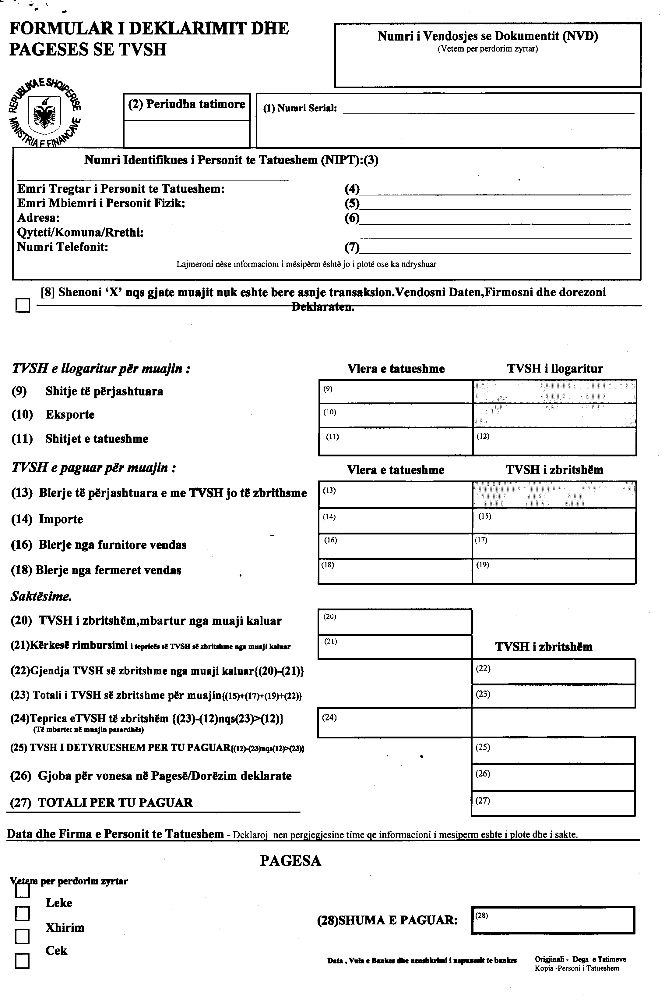 FORMULAR I DEKLARIMIT DHE
PAGESES SE TVSH
Numri i Vendosjes se Dokumentit (NVD)
(Vetem per perdorim zyrtar)
REPUBLIKA E SHQIPERISE
MINISTRIA E FINANCAVE
(2) Periudha tatimore
(1) Numri Serial:
Numri Identifikues i Personit te Tatueshem (NIPT):(3)
Emri Tregtar i Personit te Tatueshem: (4)
Emri Mbiemri i Personit Fizik: (5)
Adresa: (6)
Qyteti/Komuna/Rrethi:
Numri Telefonit: (7)
Lajmeroni nëse informacioni i mësipërm është jo i plotë ose ka ndryshuar
[8] Shenoni ‘X’ nqs gjate muajit nuk eshte bere asnje transaksion.Vendosni Daten,Firmosni dhe dorezoni
Deklaraten.
TVSH e llogaritur për muajin : Vlera e tatueshme TVSH i llogaritur
(9) Shitje të përjashtuara (9)
(10) Eksporte (10)
(11) Shitjet e tatueshme (11) (12)
TVSH e paguar për muajin : Vlera e tatueshme TVSH i zbritshëm
(13) Blerje të përjashtuara e me TVSH jo të zbrithsme (13)
(14) Importe (14) (15)
(16) Blerje nga furnitore vendas (16) (17)
(18) Blerje nga fermeret vendas (18) (19)
Saktësime.
(20) TVSH i zbritshëm,mbartur nga muaji kaluar (20)
(21)Kërkesë rimbursimi i tepricës së TVSH së zbritshme nga muaji kaluar (21) TVSH i zbritshëm
(22)Gjendja TVSH së zbritshme nga muaji kaluar{(20)-(21)} (22)
(23) Totali i TVSH së zbritshme për muajin{(15)+(17)+(19)+(22)} (23)
(24)Teprica eTVSH të zbritshëm {(23)-(12)nqs(23)>(12)} (24)
(Të mbartet në muajin pasardhës)
(25) TVSH I DETYRUESHEM PER TU PAGUAR{(12)-(23)nqs(12)>(23)} (25)
(26) Gjoba për vonesa në Pagesë/Dorëzim deklarate (26)
(27) TOTALI PER TU PAGUAR (27)
Data dhe Firma e Personit te Tatueshem - Deklaroj nen pergjegjesine time qe informacioni i mesiperm eshte i plote dhe i sakte.
PAGESA
Vetem per perdorim zyrtar
Leke
Xhirim
Cek
(28)SHUMA E PAGUAR: (28)
Data , Vula e Bankes dhe nenshkrimi i nepunesit te bankes
Origjinali - Dega e Tatimeve
Kopja -Personi i Tatueshem